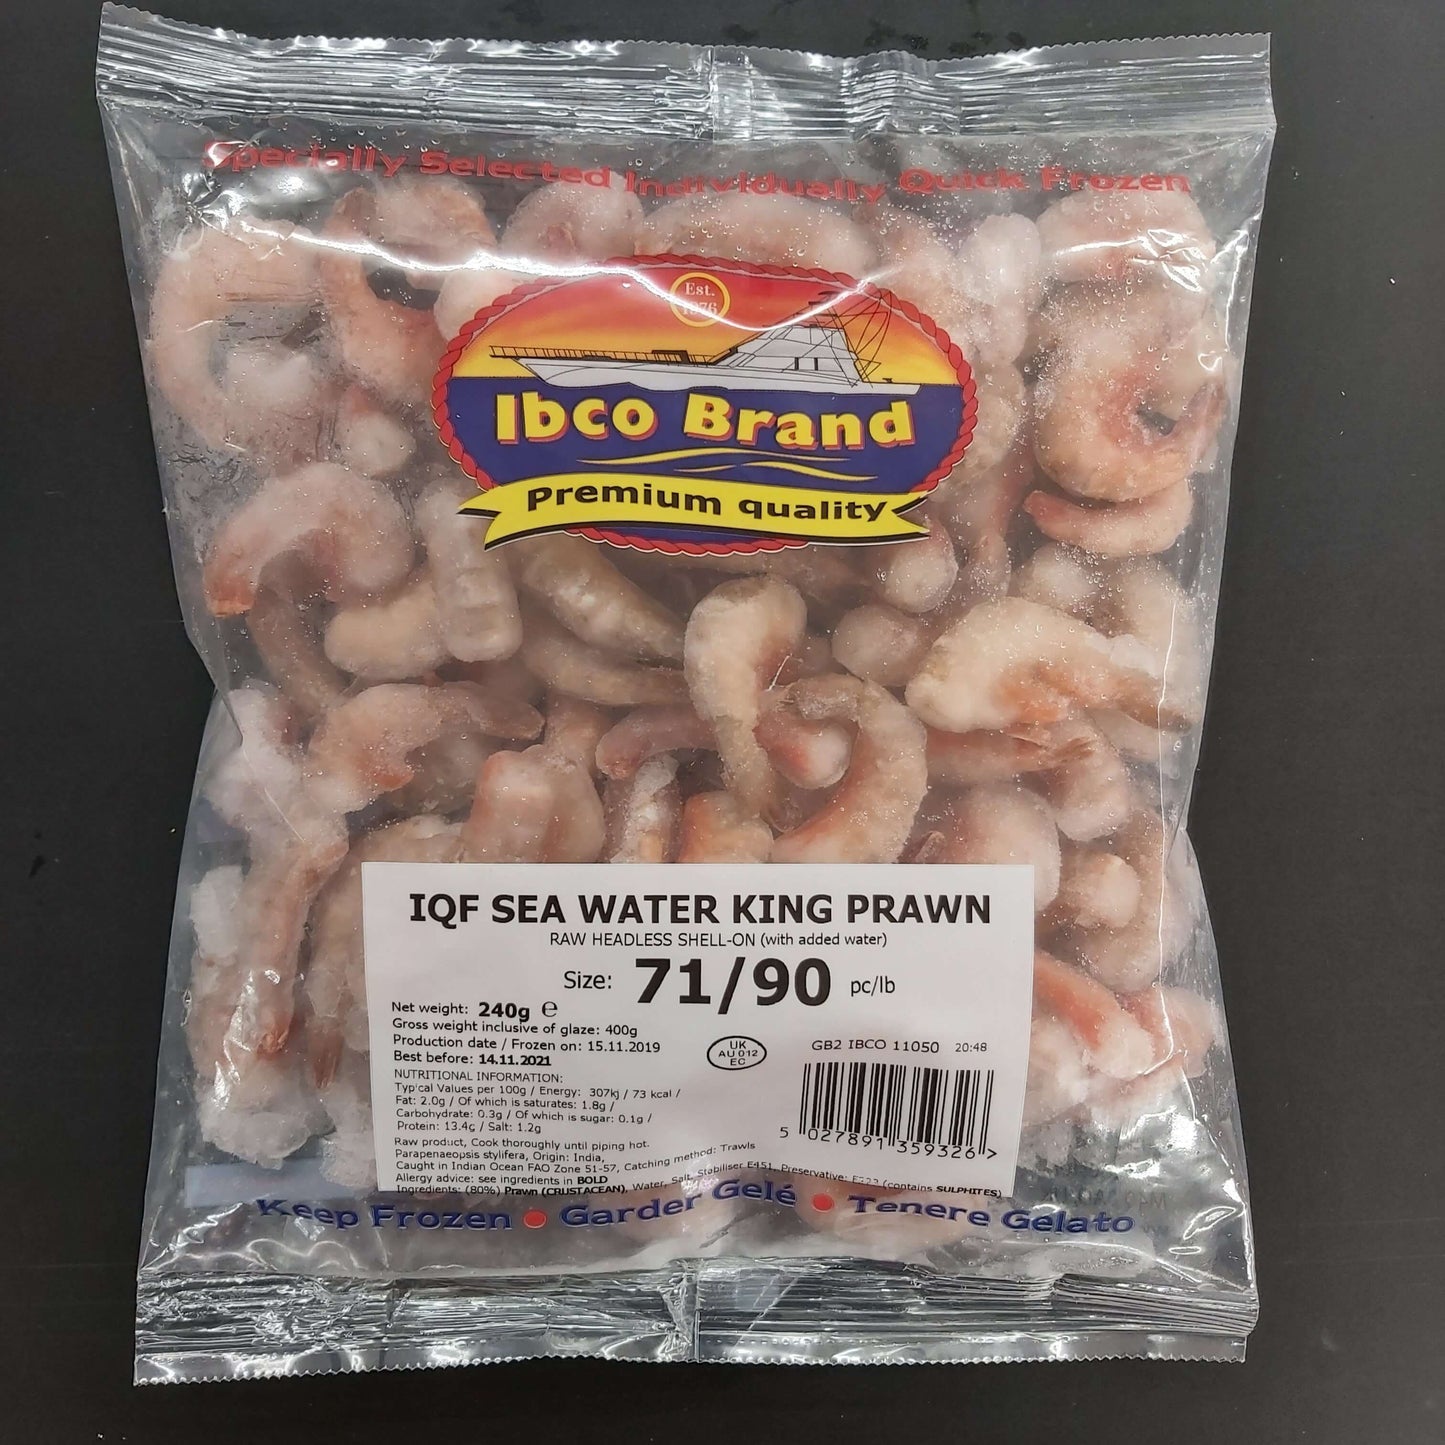 Specially Selected Individually Quick Frozen
Est.
1976
Ibco Brand
Premium quality
IQF SEA WATER KING PRAWN
RAW HEADLESS SHELL-ON (with added water)
Size: 71/90 pc/lb
Net weight: 240g ℮
Gross weight inclusive of glaze: 400g
Production date / Frozen on: 15.11.2019
Best before: 14.11.2021
UK
AU 012
EC
GB2 IBCO 11050 20:48
NUTRITIONAL INFORMATION:
Typical Values per 100g / Energy: 307kj / 73 kcal /
Fat: 2.0g / Of which is saturates: 1.8g /
Carbohydrate: 0.3g / Of which is sugar: 0.1g /
Protein: 13.4g / Salt: 1.2g
5 027891 359326 >
Raw product, Cook thoroughly until piping hot.
Parapenaeopsis stylifera, Origin: India,
Caught in Indian Ocean FAO Zone 51-57, Catching method: Trawls
Allergy advice: see ingredients in BOLD
Ingredients: (80%) Prawn (CRUSTACEAN), Water, Salt, Stabiliser E451, Preservative: E223 (contains SULPHITES)
Keep Frozen • Garder Gelé • Tenere Gelato